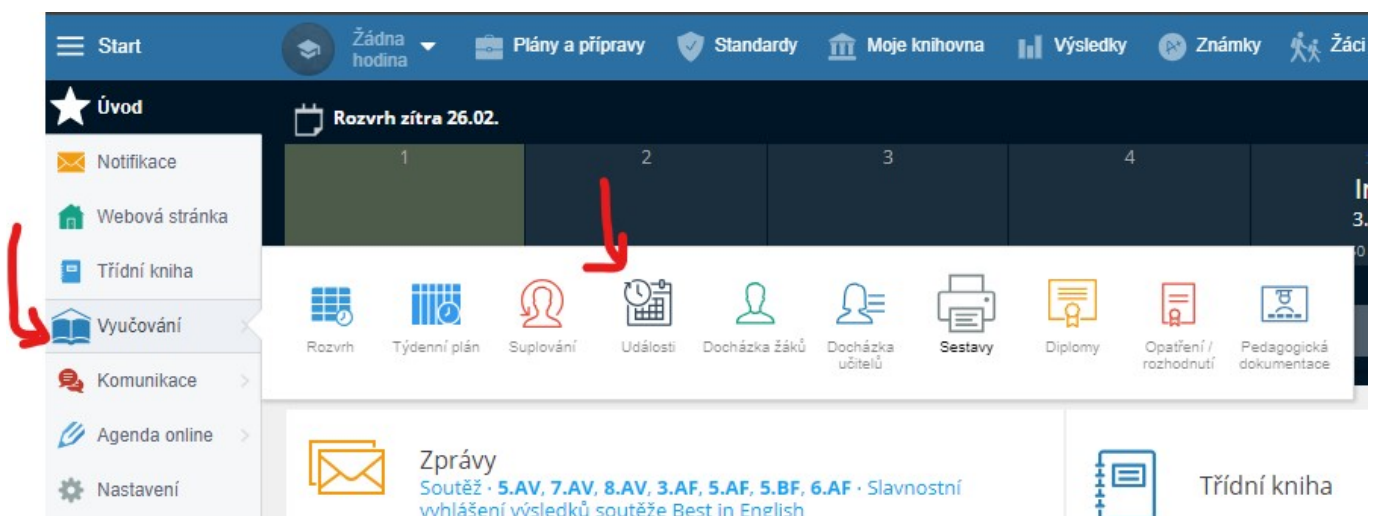 Start
Žádna
hodina
Plány a přípravy
Standardy
Moje knihovna
Výsledky
Známky
Žáci
Úvod
Rozvrh zítra 26.02.
Notifikace
1
2
3
4
Webová stránka
3.
Třídní kniha
Vyučování
Rozvrh
Týdenní plán
Suplování
Události
Docházka žáků
Docházka
učitelů
Sestavy
Diplomy
Opatření /
rozhodnutí
Pedagogická
dokumentace
Komunikace
Agenda online
Nastavení
Zprávy
Soutěž · 5.AV, 7.AV, 8.AV, 3.AF, 5.AF, 5.BF, 6.AF · Slavnostní
vyhlášení výsledků soutěže Best in English
Třídní kniha